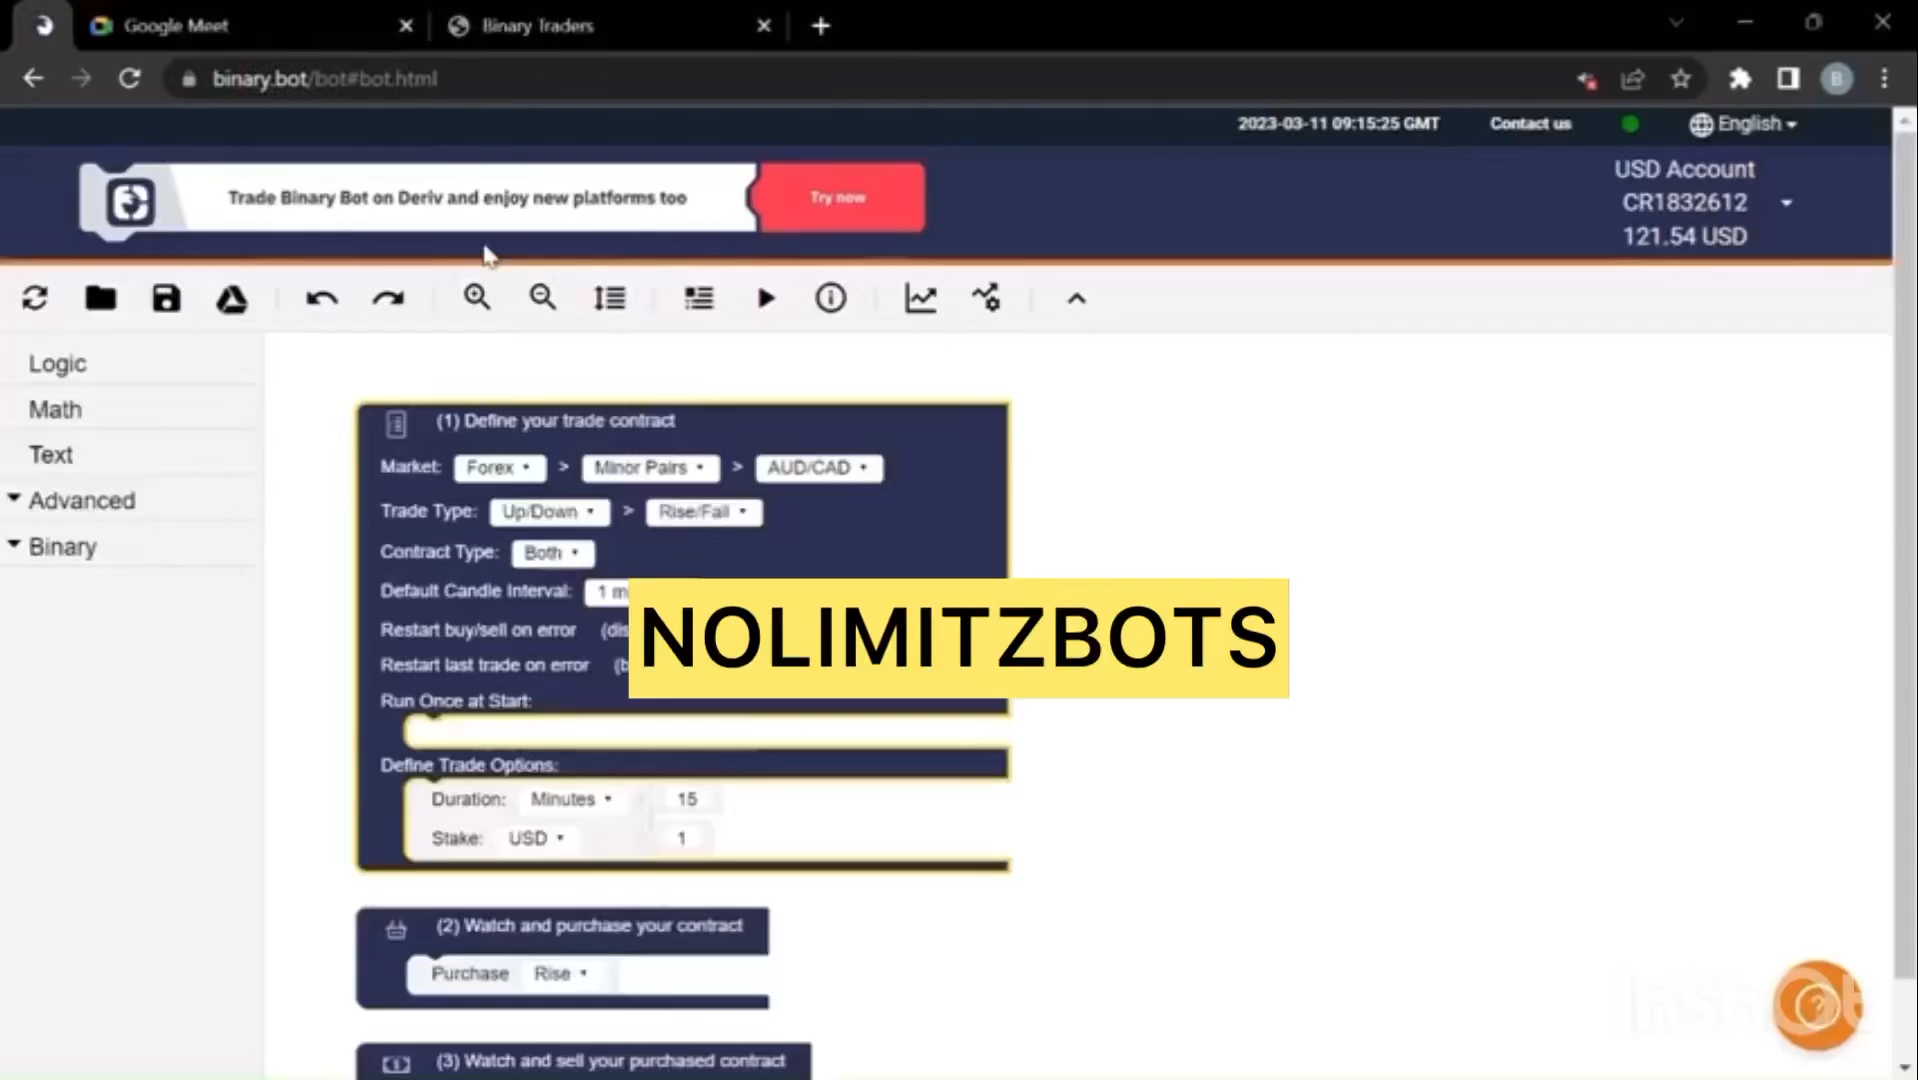 Google Meet
Binary Traders
binary.bot/bot#bot.html
B
2023-03-11 09:15:25 GMT
Contact us
English
Trade Binary Bot on Deriv and enjoy new platforms too
Try now
USD Account
CR1832612
121.54 USD
Logic
Math
Text
Advanced
Binary
(1) Define your trade contract
Market: Forex > Minor Pairs > AUD/CAD
Trade Type: Up/Down > Rise/Fall
Contract Type: Both
Default Candle Interval: 1 m
Restart buy/sell on error (dis
Restart last trade on error (b
NOLIMITZBOTS
Run Once at Start:
Define Trade Options:
Duration: Minutes 15
Stake: USD 1
(2) Watch and purchase your contract
Purchase Rise
(3) Watch and sell your purchased contract
InShOt